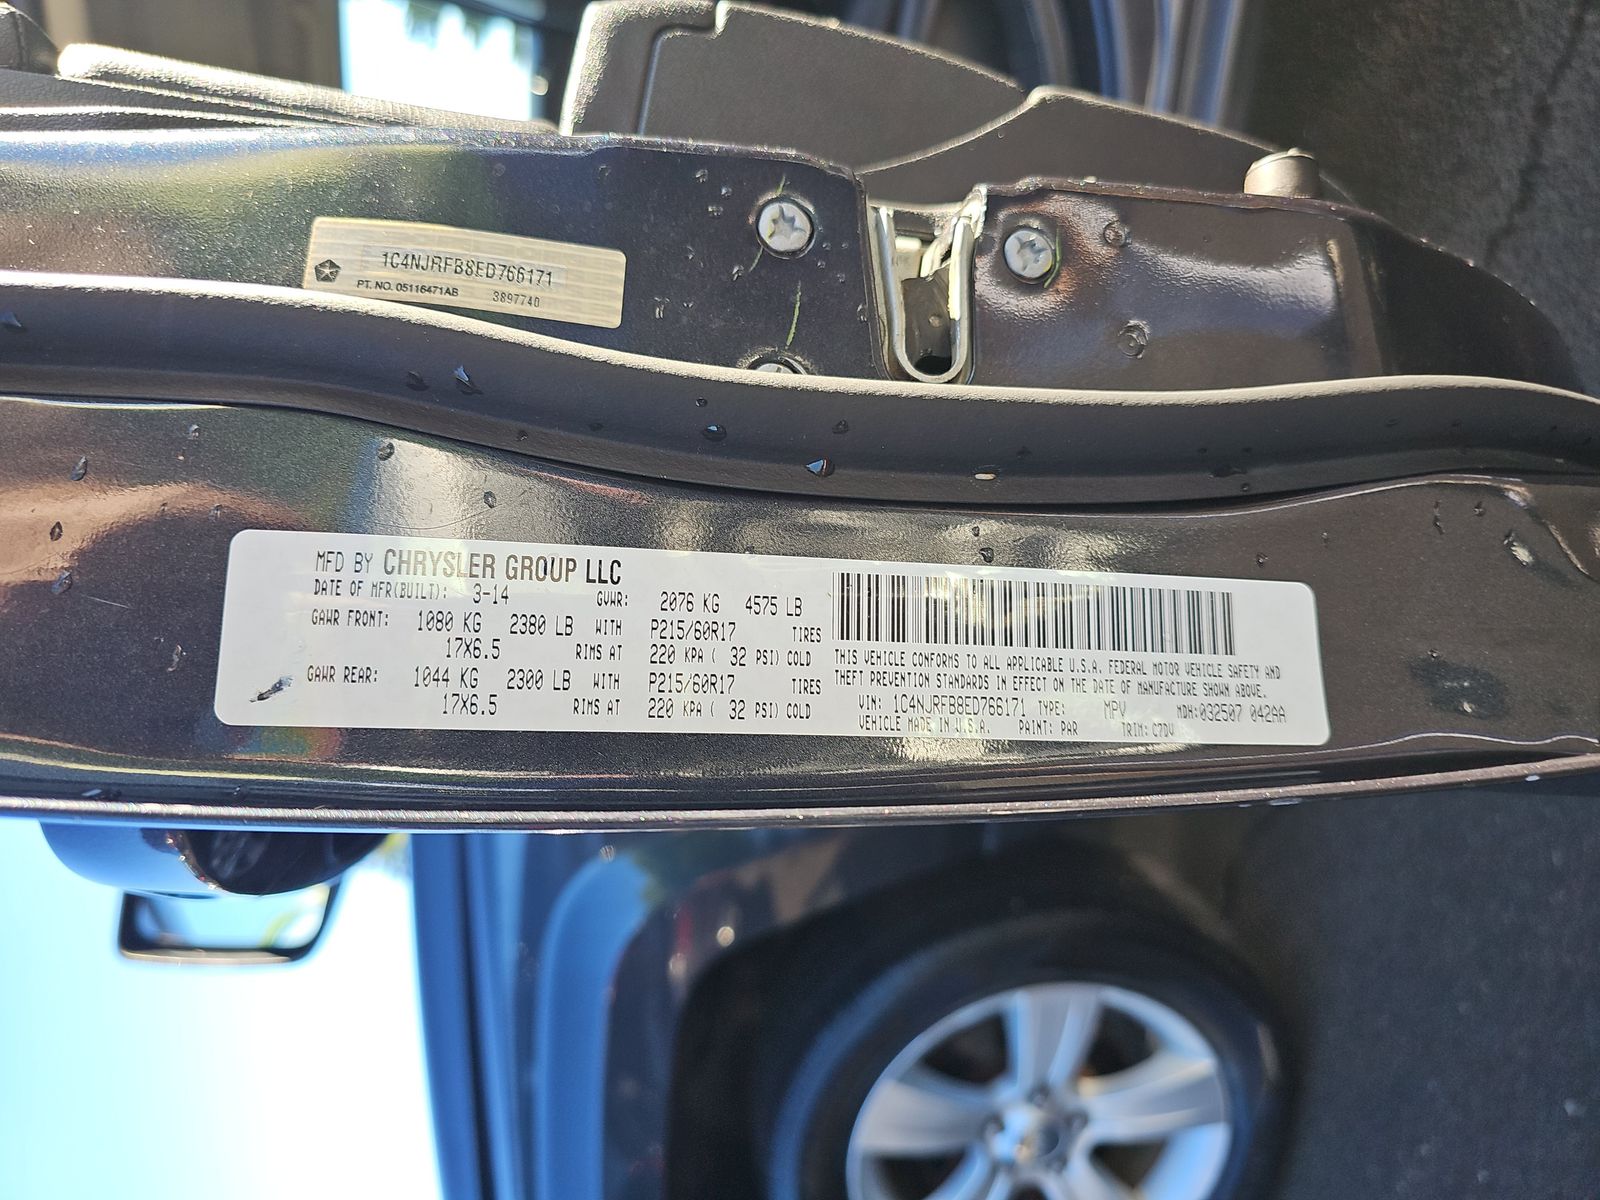 1C4NJRFB8ED766171
PT. NO. 05116471AB 3897740
MFD BY CHRYSLER GROUP LLC
DATE OF MFR(BUILT): 3-14 GVWR: 2076 KG 4575 LB
GAWR FRONT: 1080 KG 2380 LB WITH P215/60R17 TIRES
17X6.5 RIMS AT 220 KPA ( 32 PSI) COLD
GAWR REAR: 1044 KG 2300 LB WITH P215/60R17 TIRES
17X6.5 RIMS AT 220 KPA ( 32 PSI) COLD
THIS VEHICLE CONFORMS TO ALL APPLICABLE U.S.A. FEDERAL MOTOR VEHICLE SAFETY AND
THEFT PREVENTION STANDARDS IN EFFECT ON THE DATE OF MANUFACTURE SHOWN ABOVE.
VIN: 1C4NJRFB8ED766171 TYPE: MPV MDH:032507 042AA
VEHICLE MADE IN U.S.A. PAINT: PAR TRIM: C7DV